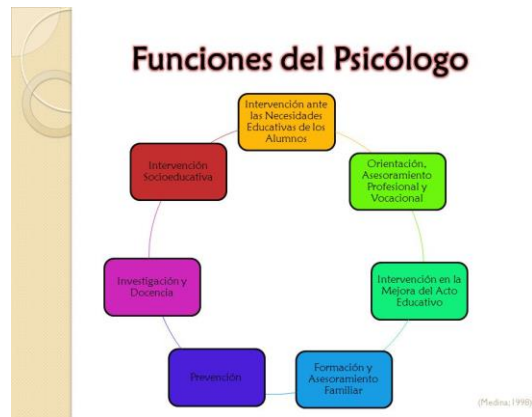 Funciones del Psicólogo
Intervención ante
las Necesidades
Educativas de los
Alumnos
Orientación,
Asesoramiento
Profesional y
Vocacional
Intervención en la
Mejora del Acto
Educativo
Formación y
Asesoramiento
Familiar
Prevención
Investigación y
Docencia
Intervención
Socioeducativa
(Medina;1998)